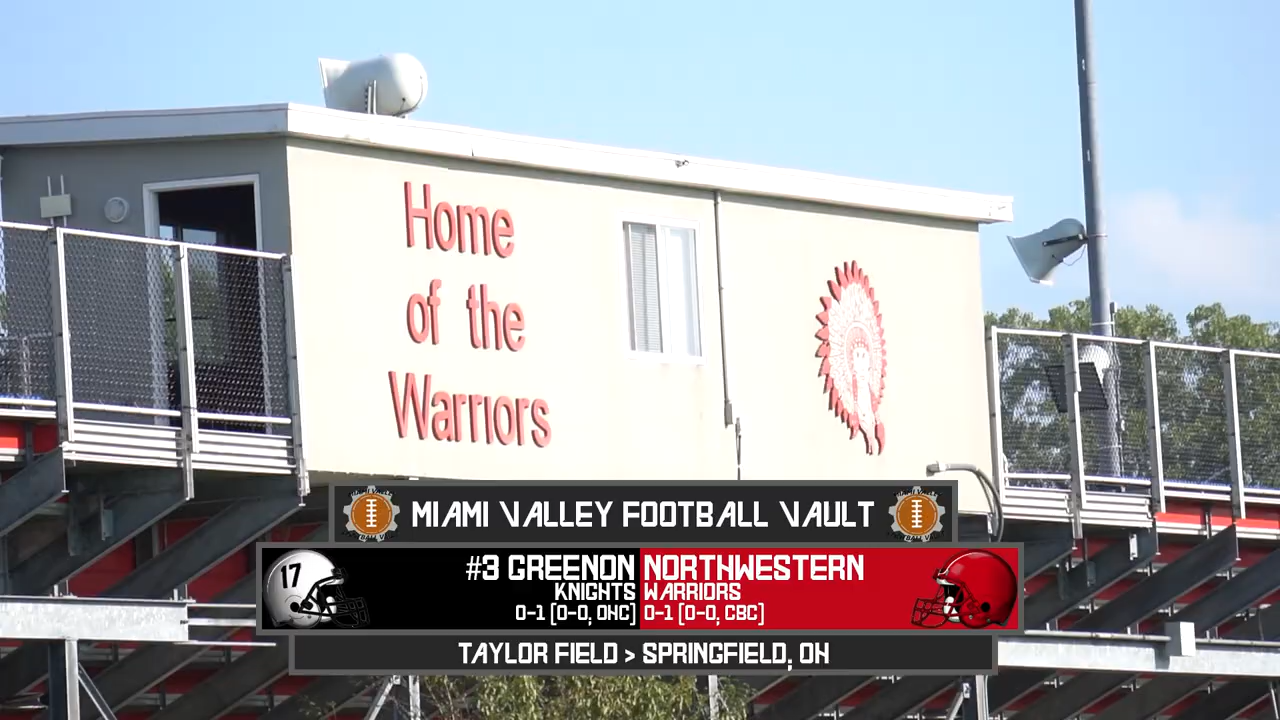 Home
of the
Warriors
MIAMI VALLEY FOOTBALL VAULT
17
#3 GREENON
KNIGHTS
0-1 [0-0, OHC]
NORTHWESTERN
WARRIORS
0-1 [0-0, CBC]
TAYLOR FIELD > SPRINGFIELD, OH